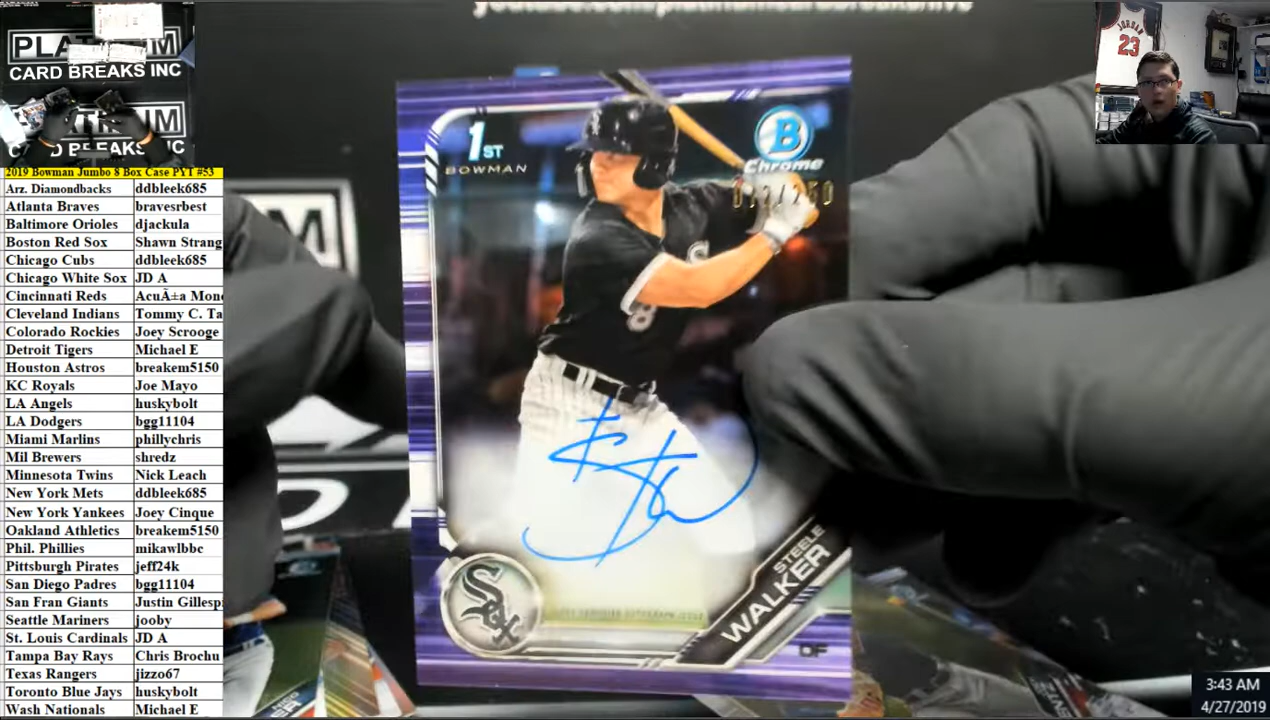 PLATINUM
CARD BREAKS INC
2019 Bowman Jumbo 8 Box Case PYT #53
Arz. Diamondbacks ddbleek685
Atlanta Braves bravesrbest
Baltimore Orioles djackula
Boston Red Sox Shawn Strang
Chicago Cubs ddbleek685
Chicago White Sox JD A
Cincinnati Reds AcuÃ±a Mon
Cleveland Indians Tommy C. Ta
Colorado Rockies Joey Scrooge
Detroit Tigers Michael E
Houston Astros breakem5150
KC Royals Joe Mayo
LA Angels huskybolt
LA Dodgers bgg11104
Miami Marlins phillychris
Mil Brewers shredz
Minnesota Twins Nick Leach
New York Mets ddbleek685
New York Yankees Joey Cinque
Oakland Athletics breakem5150
Phil. Phillies mikawlbbc
Pittsburgh Pirates jeff24k
San Diego Padres bgg11104
San Fran Giants Justin Gillesp
Seattle Mariners jooby
St. Louis Cardinals JD A
Tampa Bay Rays Chris Brochu
Texas Rangers jizzo67
Toronto Blue Jays huskybolt
Wash Nationals Michael E
1ST
BOWMAN
B
Chrome
8
Sox
STEELE
WALKER
OF
JORDAN
23
3:43 AM
4/27/2019